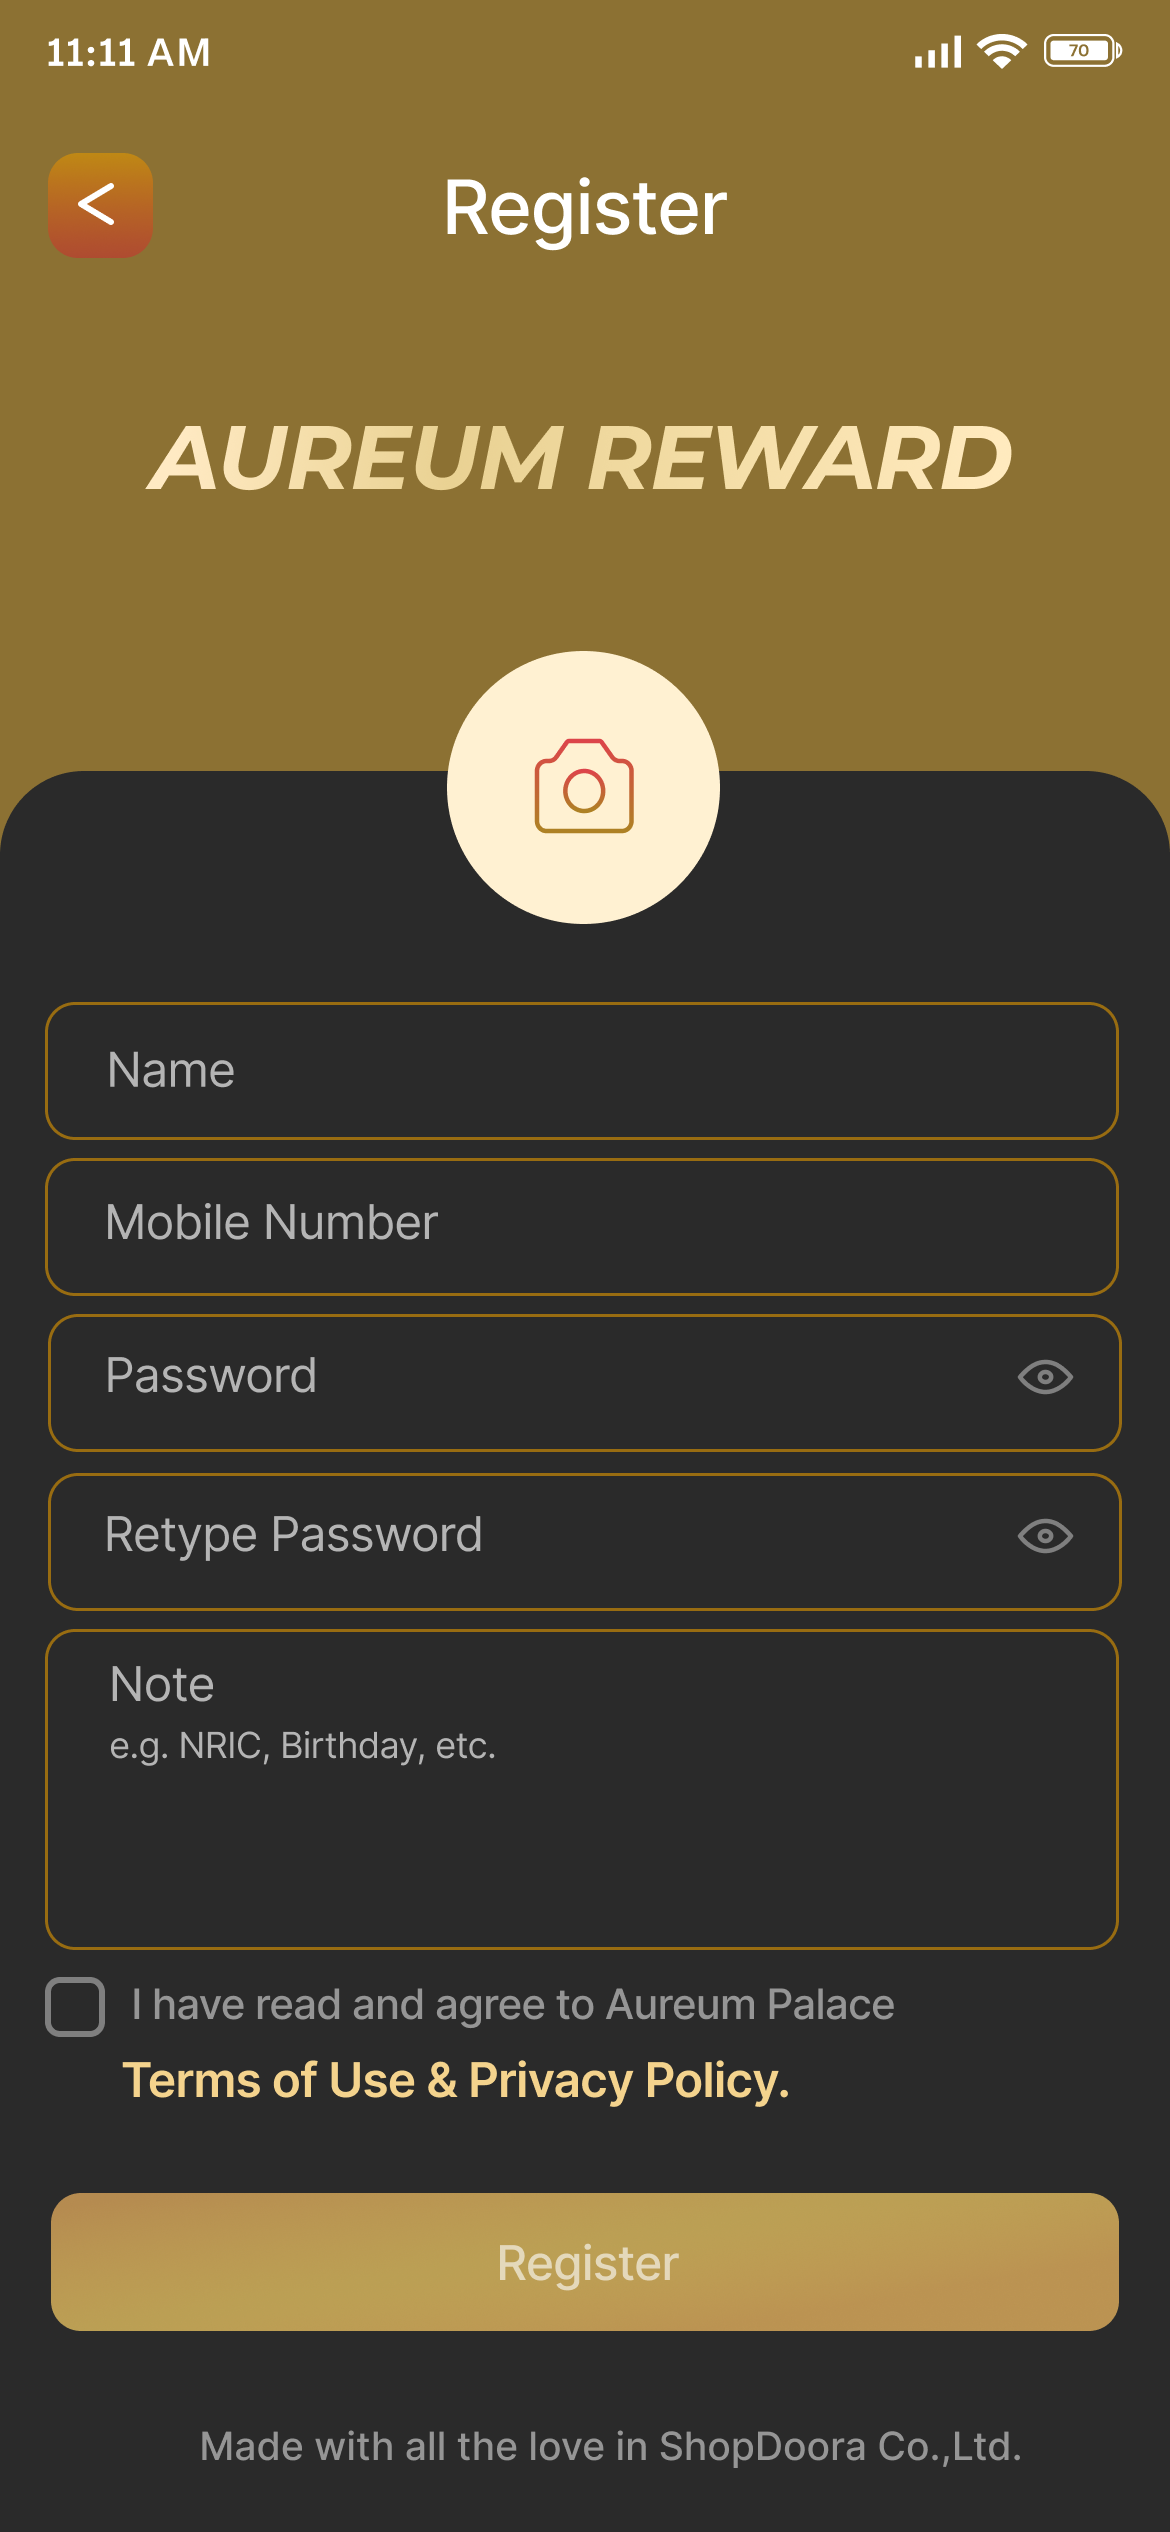 11:11 AM
70
Register
AUREUM REWARD
Name
Mobile Number
Password
Retype Password
Note
e.g. NRIC, Birthday, etc.
I have read and agree to Aureum Palace
Terms of Use & Privacy Policy.
Register
Made with all the love in ShopDoora Co.,Ltd.